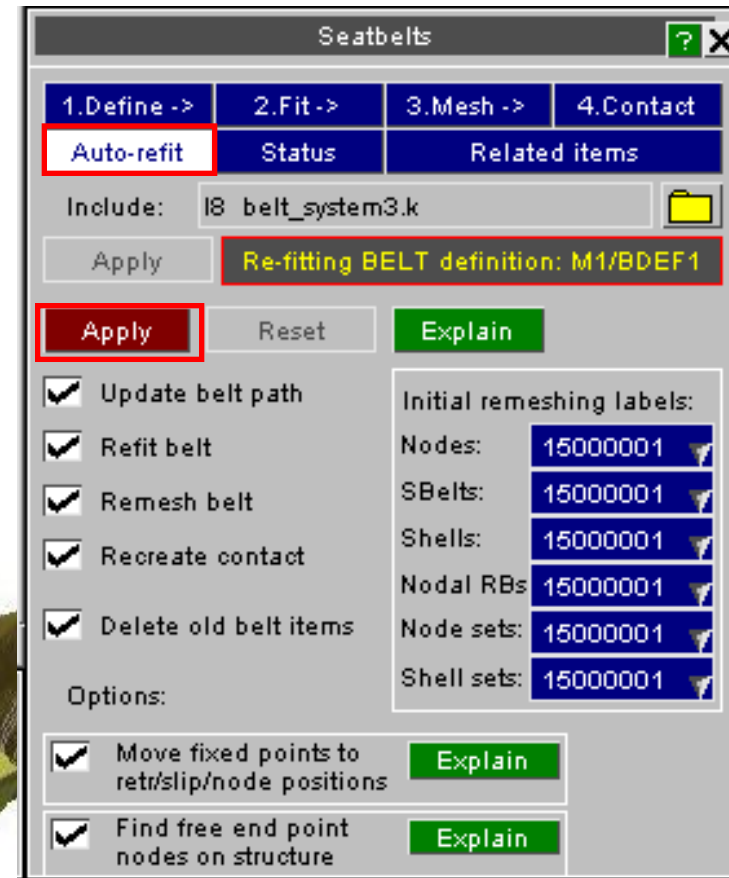 Seatbelts ? X
1.Define -> 2.Fit -> 3.Mesh -> 4.Contact
Auto-refit Status Related items
Include: I8 belt_system3.k
Apply Re-fitting BELT definition: M1/BDEF1
Apply Reset Explain
Update belt path
Refit belt
Remesh belt
Recreate contact
Delete old belt items
Initial remeshing labels:
Nodes: 15000001
SBelts: 15000001
Shells: 15000001
Nodal RBs 15000001
Node sets: 15000001
Shell sets: 15000001
Options:
Move fixed points to
retr/slip/node positions
Explain
Find free end point
nodes on structure
Explain